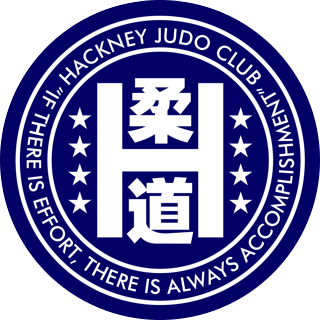 HACKNEY JUDO CLUB
"IF THERE IS EFFORT, THERE IS ALWAYS ACCOMPLISHMENT"
H
柔
道